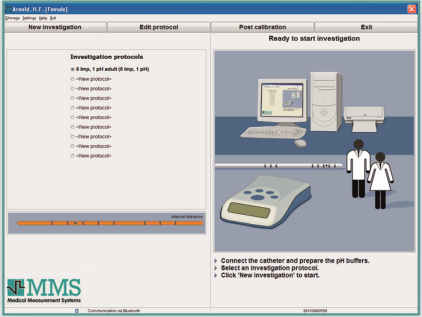 Arnold, H.F. [Female]
Storage Settings Help Exit
New investigation Edit protocol Post calibration Exit
Ready to start investigation
Investigation protocols
6 Imp, 1 pH adult (6 Imp, 1 pH)
<New protocol>
<New protocol>
<New protocol>
<New protocol>
<New protocol>
<New protocol>
<New protocol>
<New protocol>
<New protocol>
Internal reference
Connect the catheter and prepare the pH buffers.
Select an investigation protocol.
Click 'New investigation' to start.
MMS
Medical Measurement Systems
Communication via Bluetooth